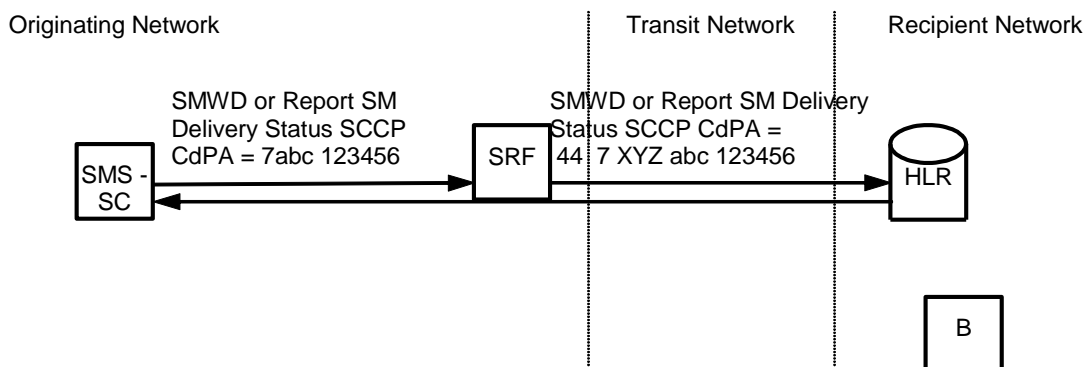 Originating Network
Transit Network
Recipient Network
SMWD or Report SM
Delivery Status SCCP
CdPA = 7abc 123456
SMWD or Report SM Delivery
Status SCCP CdPA =
44 7 XYZ abc 123456
SMS -
SC
SRF
HLR
B